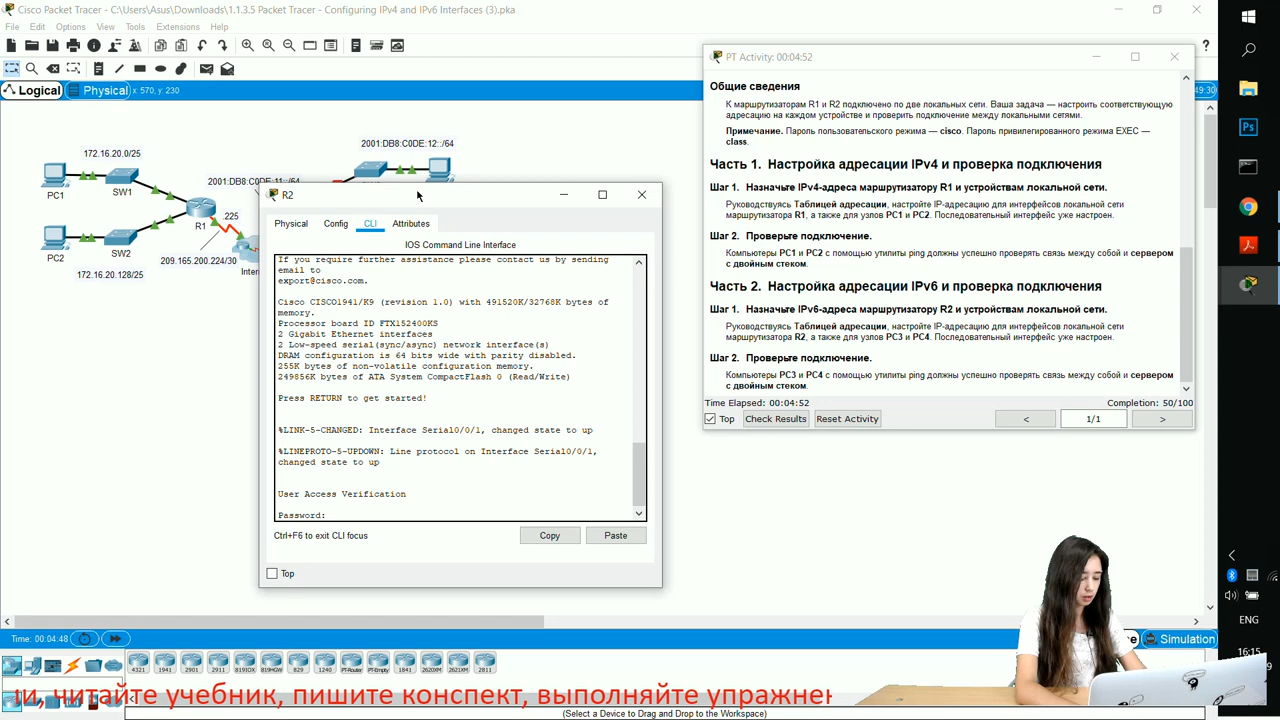 Cisco Packet Tracer - C:\Users\Asus\Downloads\1.1.3.5 Packet Tracer - Configuring IPv4 and IPv6 Interfaces (3).pka
File Edit Options View Tools Extensions Help
Logical Physical x: 570, y: 230
49:30
172.16.20.0/25
PC1
SW1
R1
.225
PC2
SW2
172.16.20.128/25
209.165.200.224/30
Intern
2001:DB8:C0DE:11::/64
2001:DB8:C0DE:12::/64
R2
Physical Config CLI Attributes
IOS Command Line Interface
If you require further assistance please contact us by sending
email to
export@cisco.com.
Cisco CISCO1941/K9 (revision 1.0) with 491520K/32768K bytes of
memory.
Processor board ID FTX152400KS
2 Gigabit Ethernet interfaces
2 Low-speed serial(sync/async) network interface(s)
DRAM configuration is 64 bits wide with parity disabled.
255K bytes of non-volatile configuration memory.
249856K bytes of ATA System CompactFlash 0 (Read/Write)
Press RETURN to get started!
%LINK-5-CHANGED: Interface Serial0/0/1, changed state to up
%LINEPROTO-5-UPDOWN: Line protocol on Interface Serial0/0/1,
changed state to up
User Access Verification
Password:
Ctrl+F6 to exit CLI focus
Copy Paste
Top
PT Activity: 00:04:52
Общие сведения
К маршрутизаторам R1 и R2 подключено по две локальных сети. Ваша задача — настроить соответствующую
адресацию на каждом устройстве и проверить подключение между локальными сетями.
Примечание. Пароль пользовательского режима — cisco. Пароль привилегированного режима EXEC —
class.
Часть 1. Настройка адресации IPv4 и проверка подключения
Шаг 1. Назначьте IPv4-адреса маршрутизатору R1 и устройствам локальной сети.
Руководствуясь Таблицей адресации, настройте IP-адресацию для интерфейсов локальной сети
маршрутизатора R1, а также для узлов PC1 и PC2. Последовательный интерфейс уже настроен.
Шаг 2. Проверьте подключение.
Компьютеры PC1 и PC2 с помощью утилиты ping должны успешно проверять связь между собой и сервером
с двойным стеком.
Часть 2. Настройка адресации IPv6 и проверка подключения
Шаг 1. Назначьте IPv6-адреса маршрутизатору R2 и устройствам локальной сети.
Руководствуясь Таблицей адресации, настройте IP-адресацию для интерфейсов локальной сети
маршрутизатора R2, а также для узлов PC3 и PC4. Последовательный интерфейс уже настроен.
Шаг 2. Проверьте подключение.
Компьютеры PC3 и PC4 с помощью утилиты ping должны успешно проверять связь между собой и сервером
с двойным стеком.
Time Elapsed: 00:04:52 Completion: 50/100
Top Check Results Reset Activity < 1/1 >
Time: 00:04:48
Simulation
4321 1941 2901 2911 819IOX 819HGW 829 1240 PT-Router PT-Empty 1841 2620XM 2621XM 2811
и, читайте учебник, пишите конспект, выполняйте упражнен
(Select a Device to Drag and Drop to the Workspace)
Ps
ENG
16:15